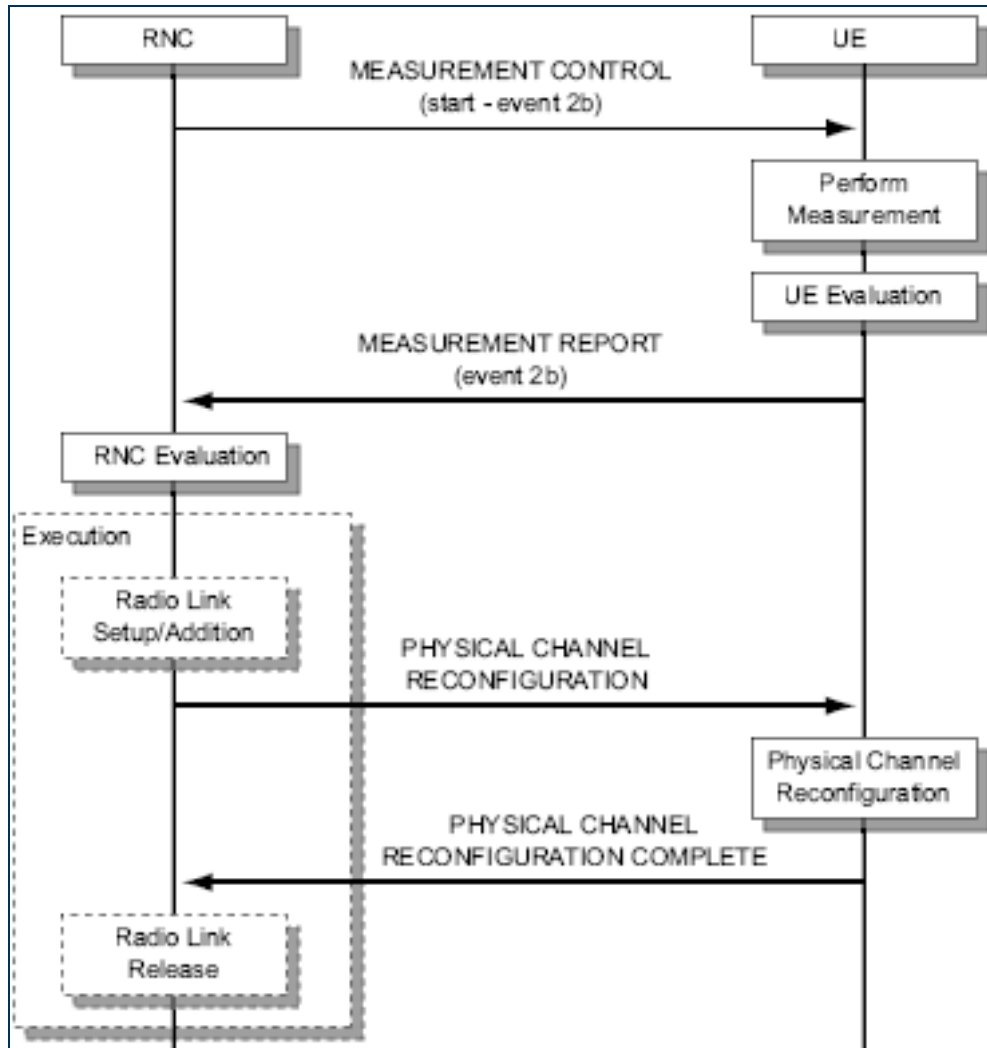 RNC
UE
MEASUREMENT CONTROL
(start - event 2b)
Perform
Measurement
UE Evaluation
MEASUREMENT REPORT
(event 2b)
RNC Evaluation
Execution
Radio Link
Setup/Addition
PHYSICAL CHANNEL
RECONFIGURATION
Physical Channel
Reconfiguration
PHYSICAL CHANNEL
RECONFIGURATION COMPLETE
Radio Link
Release